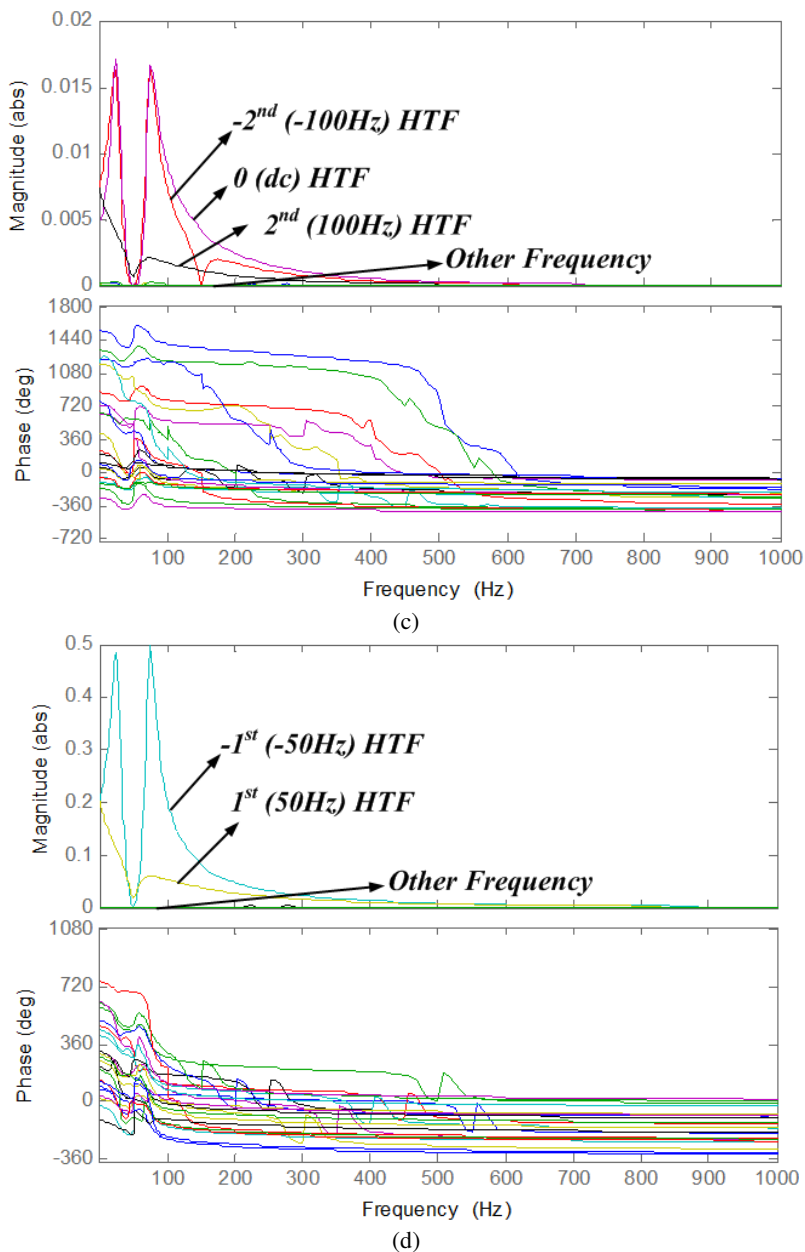 0.02
0.015
0.01
0.005
0
Magnitude (abs)
-2nd (-100Hz) HTF
0 (dc) HTF
2nd (100Hz) HTF
Other Frequency
1800
1440
1080
720
360
0
-360
-720
Phase (deg)
100 200 300 400 500 600 700 800 900 1000
Frequency (Hz)
(c)
0.5
0.4
0.3
0.2
0.1
0
Magnitude (abs)
-1st (-50Hz) HTF
1st (50Hz) HTF
Other Frequency
1080
720
360
0
-360
Phase (deg)
100 200 300 400 500 600 700 800 900 1000
Frequency (Hz)
(d)